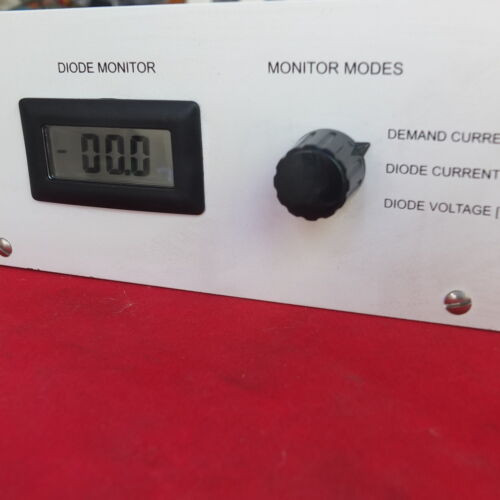 DIODE MONITOR
MONITOR MODES
- 00.0
DEMAND CURRE
DIODE CURRENT
DIODE VOLTAGE [